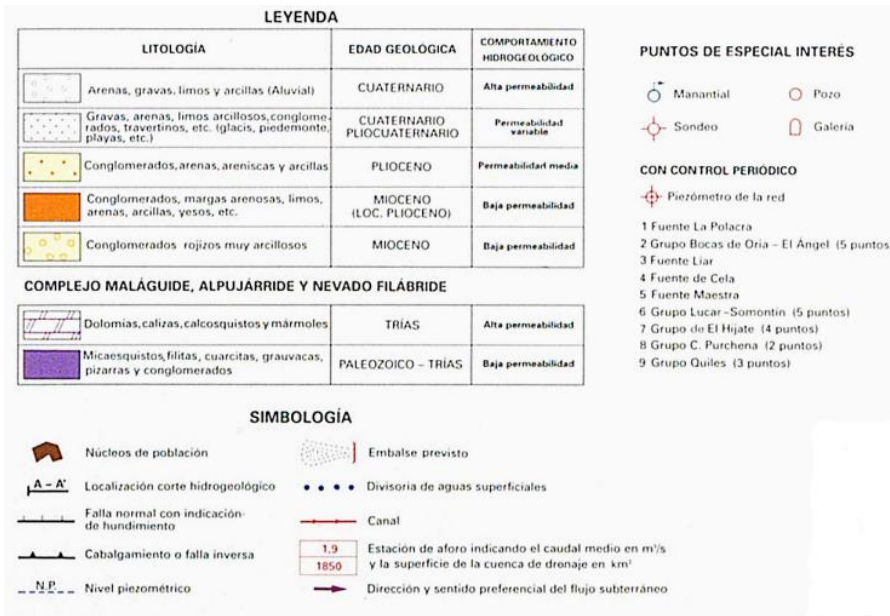 LEYENDA
LITOLOGÍA
EDAD GEOLÓGICA
COMPORTAMIENTO
HIDROGEOLÓGICO
Arenas, gravas, limos y arcillas (Aluvial)
CUATERNARIO
Alta permeabilidad
Gravas, arenas, limos arcillosos, conglome-
rados, travertinos, etc. (glacis, piedemonte,
playas, etc.)
CUATERNARIO
PLIOCUATERNARIO
Permeabilidad
variable
Conglomerados, arenas, areniscas y arcillas
PLIOCENO
Permeabilidad media
Conglomerados, margas arenosas, limos,
arenas, arcillas, yesos, etc.
MIOCENO
(LOC. PLIOCENO)
Baja permeabilidad
Conglomerados rojizos muy arcillosos
MIOCENO
Baja permeabilidad
COMPLEJO MALÁGUIDE, ALPUJÁRRIDE Y NEVADO FILÁBRIDE
Dolomías, calizas, calcosquistos y mármoles
TRÍAS
Alta permeabilidad
Micaesquistos, filitas, cuarcitas, grauvacas,
pizarras y conglomerados
PALEOZOICO – TRÍAS
Baja permeabilidad
PUNTOS DE ESPECIAL INTERÉS
Manantial
Pozo
Sondeo
Galería
CON CONTROL PERIÓDICO
Piezómetro de la red
1 Fuente La Polacra
2 Grupo Bocas de Oria – El Ángel (5 puntos
3 Fuente Liar
4 Fuente de Cela
5 Fuente Maestra
6 Grupo Lucar–Somontín (5 puntos)
7 Grupo de El Hijate (4 puntos)
8 Grupo C. Purchena (2 puntos)
9 Grupo Quiles (3 puntos)
SIMBOLOGÍA
Núcleos de población
Embalse previsto
A – A' Localización corte hidrogeológico
Divisoria de aguas superficiales
Falla normal con indicación
de hundimiento
Canal
Cabalgamiento o falla inversa
1,9
1850
Estación de aforo indicando el caudal medio en m³/s
y la superficie de la cuenca de dronaje en km²
N.P. Nivel piezométrico
Dirección y sentido preferencial del flujo subterráneo